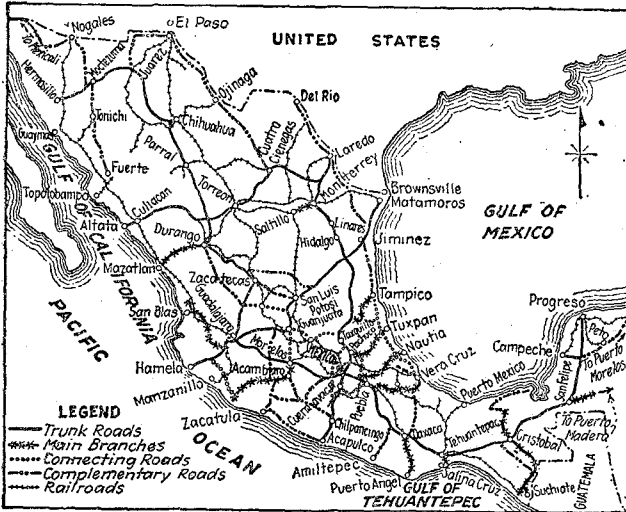 El Paso
Nogales
UNITED STATES
To Mexicali
Moctezuma
Juarez
Hermosillo
Ojinaga
Del Rio
Tonichi
Chihuahua
Cuatro
Cienegas
Guaymas
Laredo
Parral
Monterrey
Fuerte
Torreon
Brownsville
Matamoros
GULF OF CALIFORNIA
Topolobampo
Culiacan
Saltillo
Linares
GULF OF
MEXICO
Altata
Durango
Hidalgo
Jiminez
Mazatlan
Zacatecas
PACIFIC
San Luis
Potosi
Tampico
Progreso
Guadalajara
Guanjuato
Tuxpan
San Blas
Nautla
Peto
Campeche
To Puerto
Morelos
Morelia
Vera Cruz
San Felipe
Hamela
Acambaro
Puerto Mexico
Manzanillo
Cuernavaca
Puebla
LEGEND
Zacatula
Chilpancingo
Oaxaca
Tehuantepec
To Puerto
Madera
Trunk Roads
OCEAN
Acapulco
Cristobal
Main Branches
Amiltepec
Connecting Roads
Puerto Angel
Salina Cruz
Suchiate
GUATEMALA
Complementary Roads
GULF OF
Railroads
TEHUANTEPEC